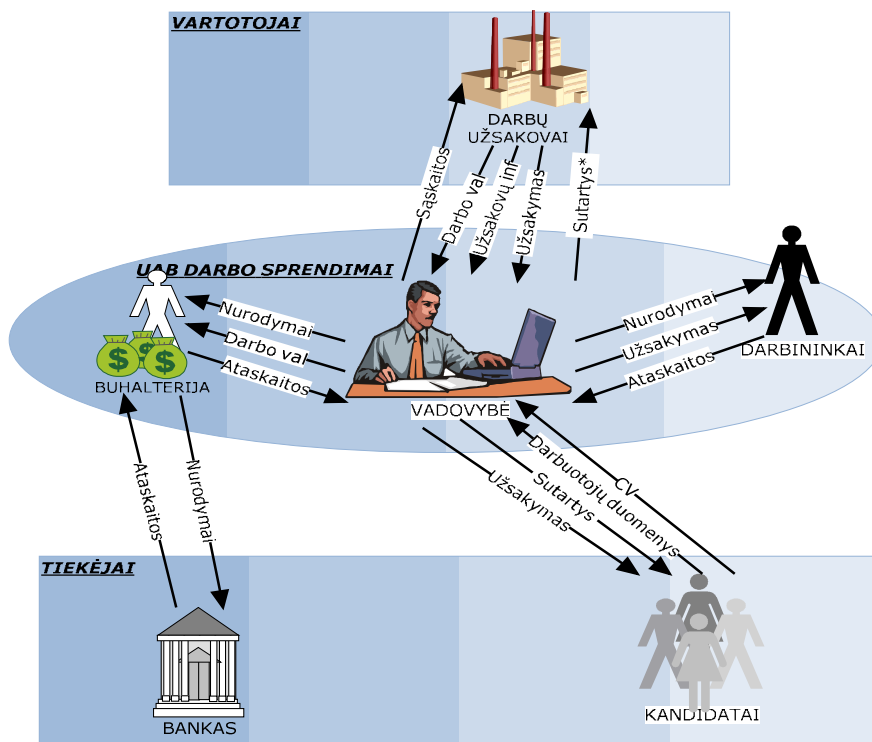 VARTOTOJAI
DARBŲ
UŽSAKOVAI
Sąskaitos
Darbo val
Užsakovų inf
Užsakymas
Sutartys*
UAB DARBO SPRENDIMAI
Nurodymai
Darbo val
Ataskaitos
Nurodymai
Užsakymas
Ataskaitos
DARBININKAI
BUHALTERIJA
VADOVYBĖ
Ataskaitos
Nurodymai
Užsakymas
Sutartys
Darbuotojų duomenys
CV
TIEKĖJAI
BANKAS
KANDIDATAI